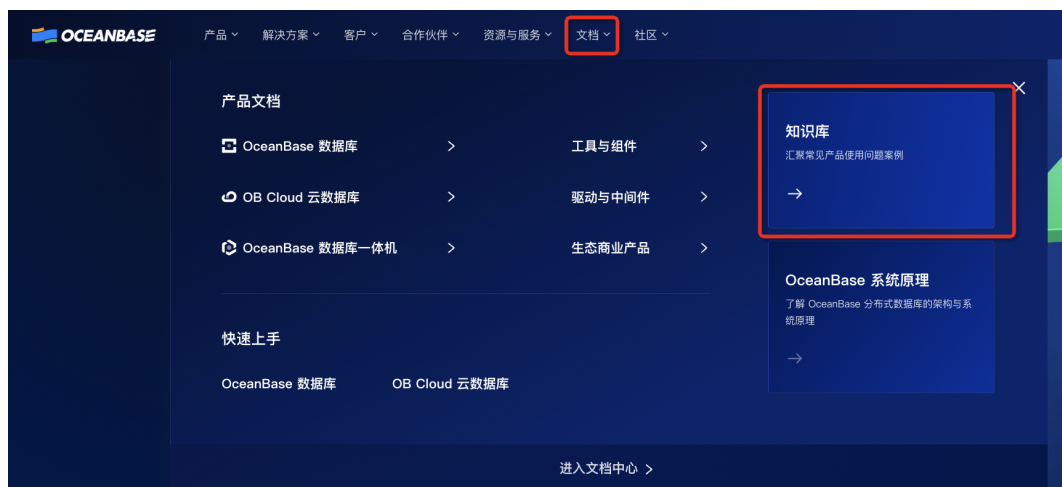 OCEANBASE 产品 解决方案 客户 合作伙伴 资源与服务 文档 社区
产品文档
OceanBase 数据库
工具与组件
OB Cloud 云数据库
驱动与中间件
OceanBase 数据库一体机
生态商业产品
快速上手
OceanBase 数据库
OB Cloud 云数据库
知识库
汇聚常见产品使用问题案例
OceanBase 系统原理
了解 OceanBase 分布式数据库的架构与系
统原理
进入文档中心